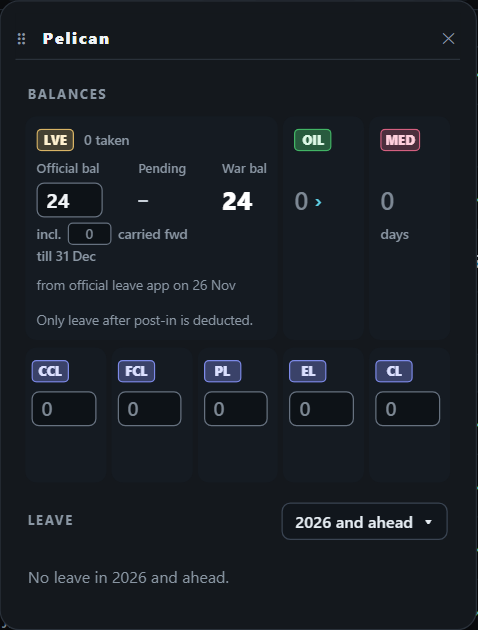 Pelican
BALANCES
LVE 0 taken
Official bal Pending War bal
24 – 24
incl. 0 carried fwd
till 31 Dec
from official leave app on 26 Nov
Only leave after post-in is deducted.
OIL
0 ›
MED
0
days
CCL FCL PL EL CL
0 0 0 0 0
LEAVE 2026 and ahead
No leave in 2026 and ahead.